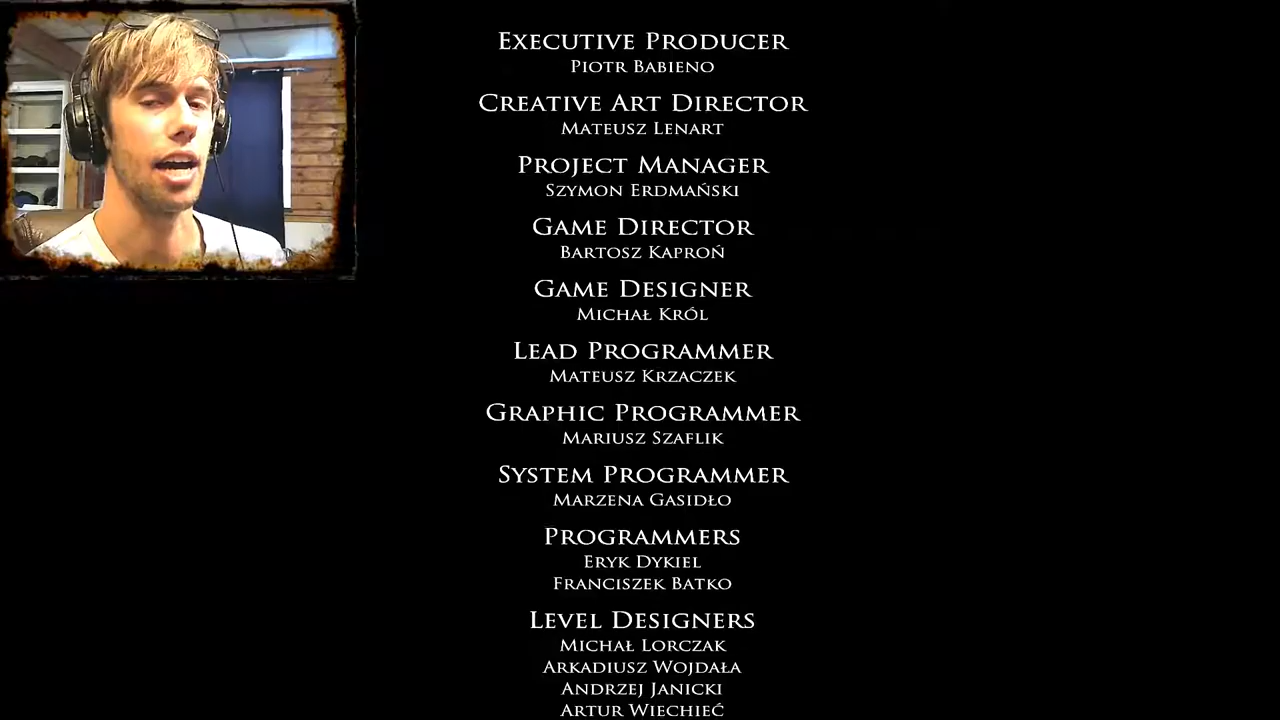 Executive Producer
Piotr Babieno
Creative Art Director
Mateusz Lenart
Project Manager
Szymon Erdmański
Game Director
Bartosz Kaproń
Game Designer
Michał Król
Lead Programmer
Mateusz Krzaczek
Graphic Programmer
Mariusz Szaflik
System Programmer
Marzena Gasidło
Programmers
Eryk Dykiel
Franciszek Batko
Level Designers
Michał Lorczak
Arkadiusz Wojdała
Andrzej Janicki
Artur Wiechieć